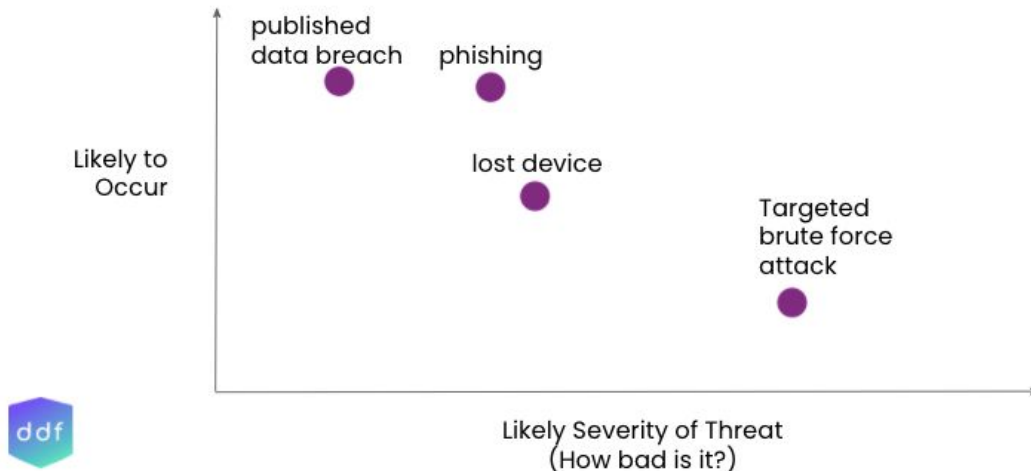 published
data breach
phishing
Likely to
Occur
lost device
Targeted
brute force
attack
ddf
Likely Severity of Threat
(How bad is it?)